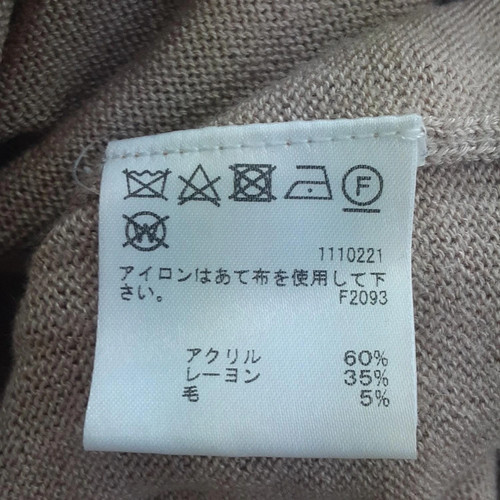 F
W
1110221
アイロンはあて布を使用して下
さい。 F2093
アクリル 60%
レーヨン 35%
毛 5%